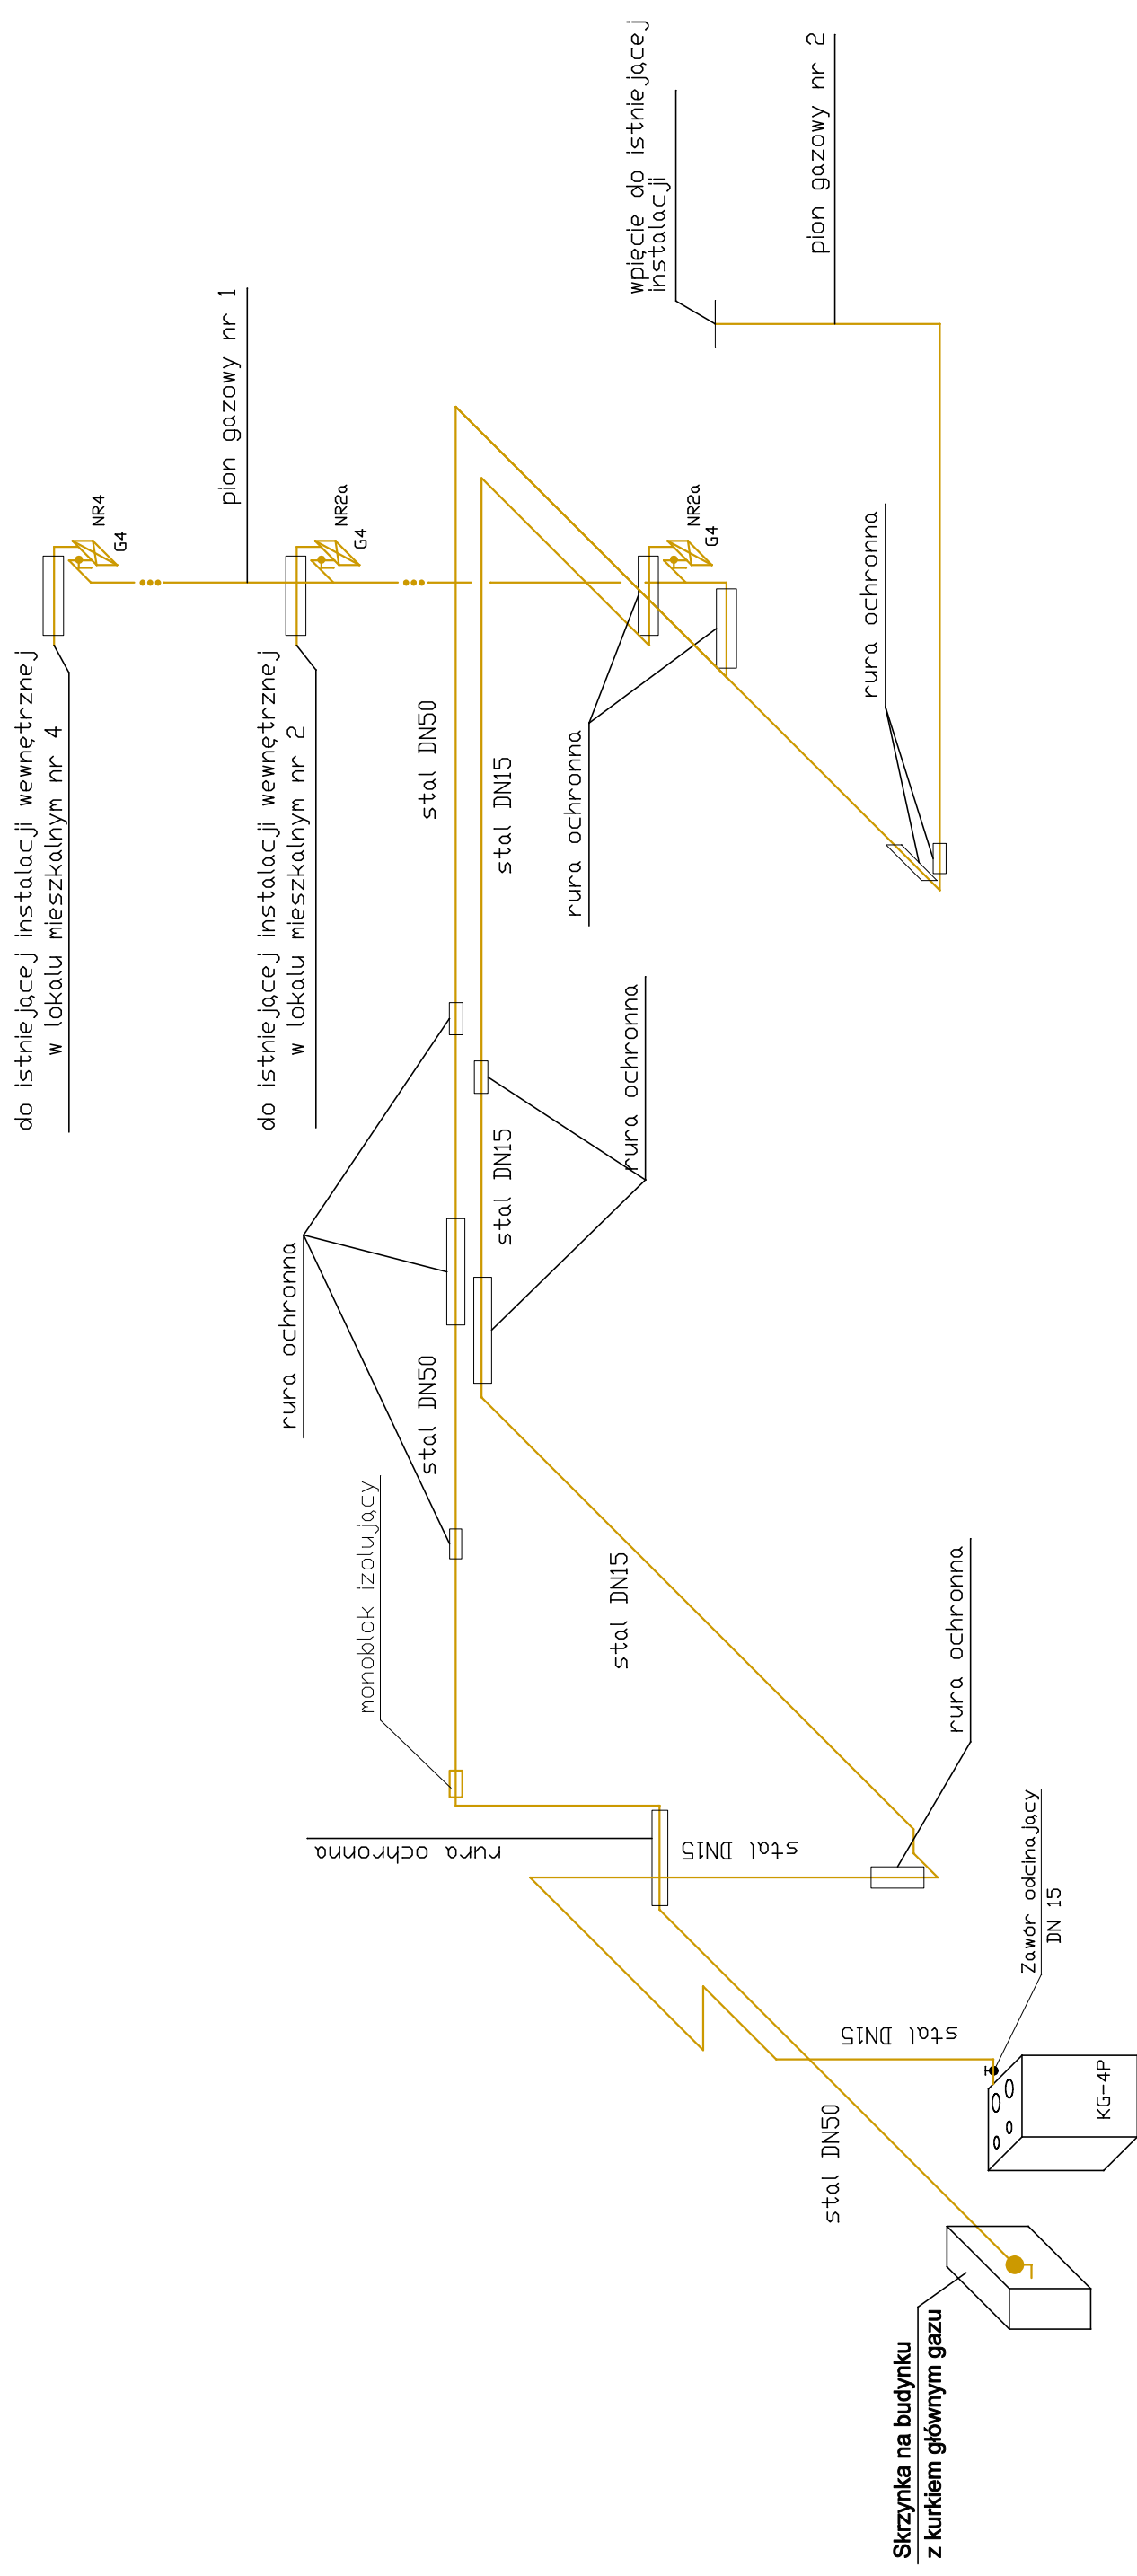 do istniejącej instalacji wewnętrznej
w lokalu mieszkalnym nr 4
NR4
G4
pion gazowy nr 1
do istniejącej instalacji wewnętrznej
w lokalu mieszkalnym nr 2
NR2a
G4
wpięcie do istniejącej
instalacji
pion gazowy nr 2
NR2a
G4
stal DN50
stal DN15
rura ochronna
rura ochronna
rura ochronna
stal DN15
rura ochronna
stal DN50
monoblok izolujący
stal DN15
rura ochronna
rura ochronna
stal DN15
Zawór odcinający
DN 15
stal DN15
KG-4P
stal DN50
Skrzynka na budynku
z kurkiem głównym gazu